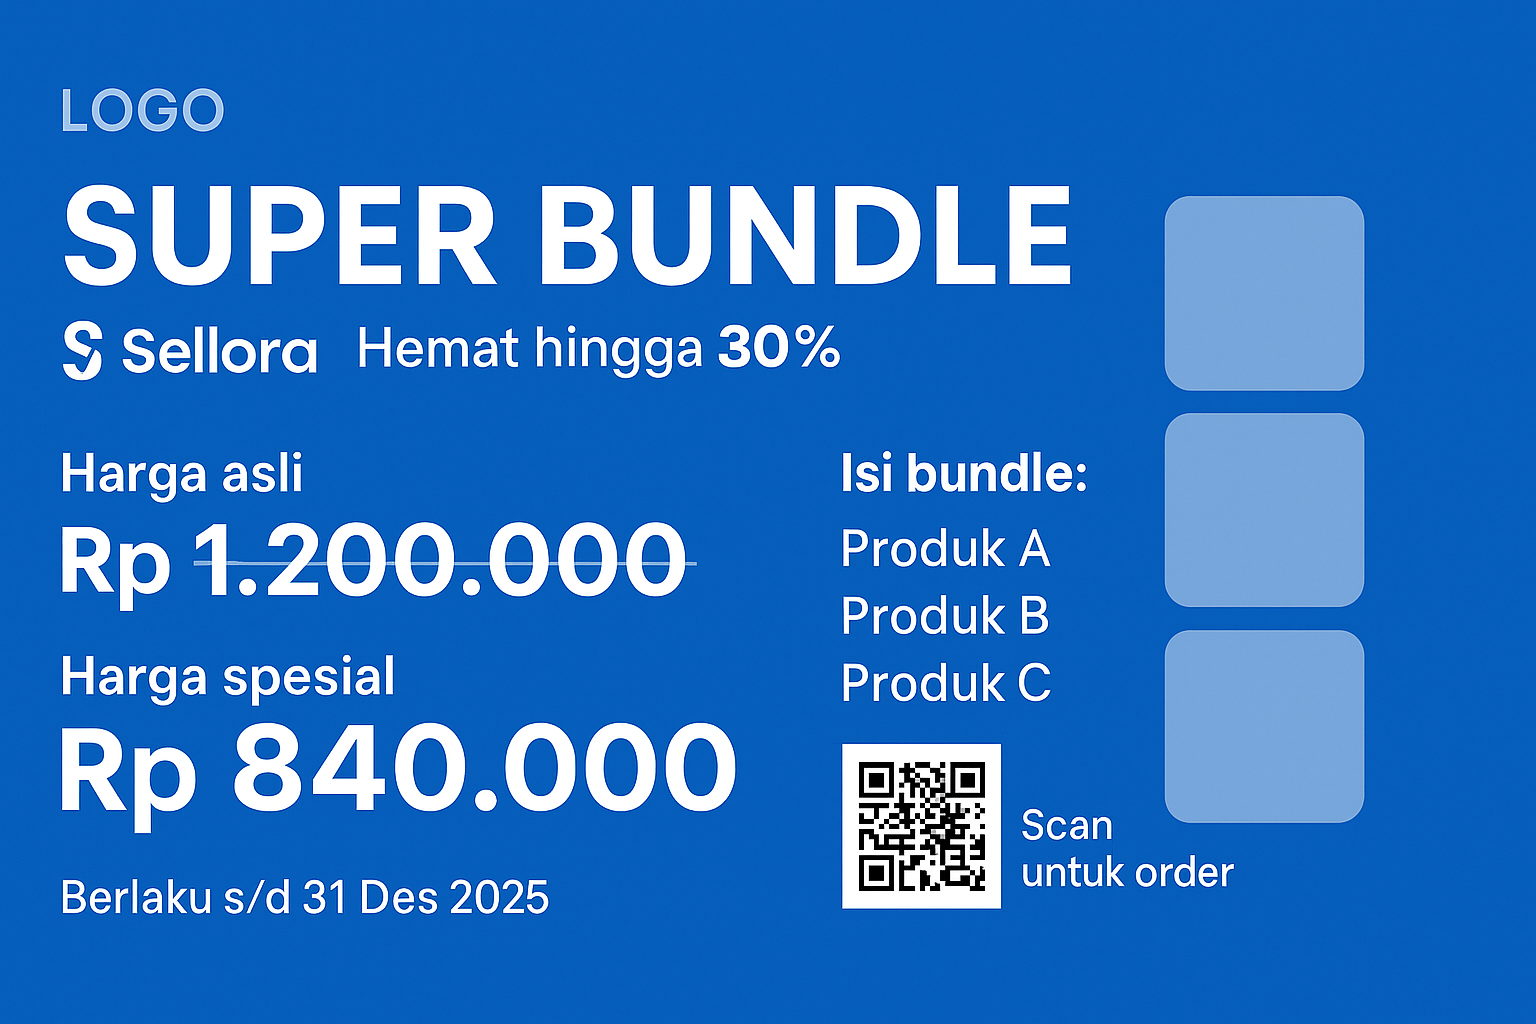 LOGO
SUPER BUNDLE
Sellora Hemat hingga 30%
Harga asli
Rp 1.200.000
Harga spesial
Rp 840.000
Berlaku s/d 31 Des 2025
Isi bundle:
Produk A
Produk B
Produk C
Scan
untuk order